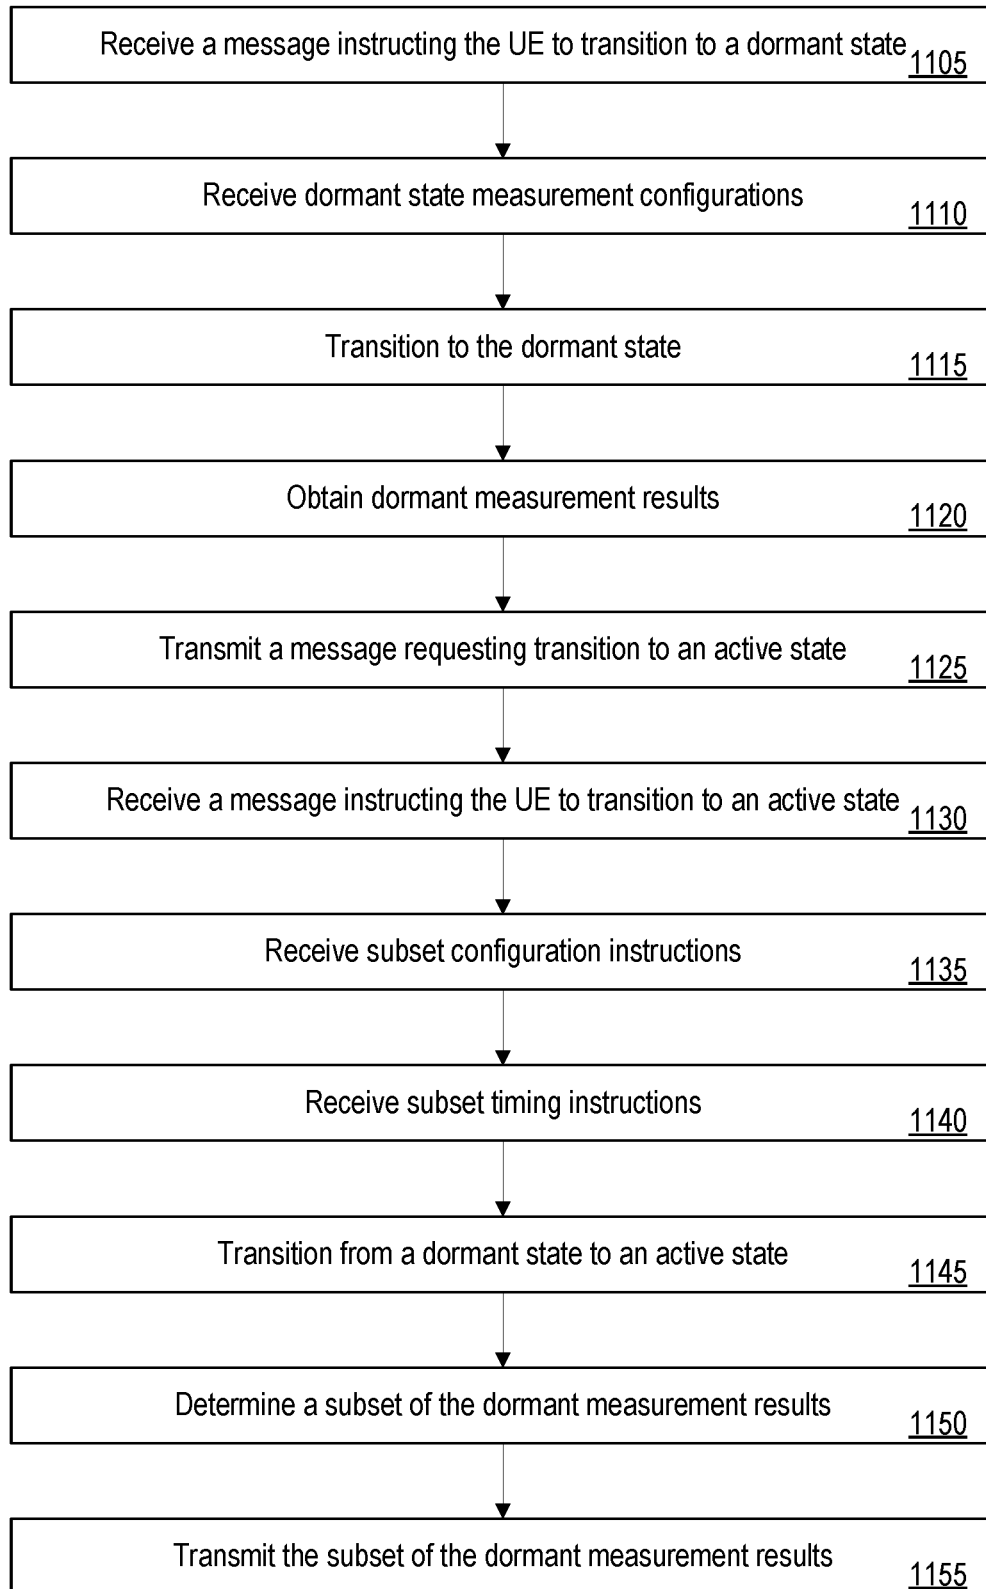 Receive a message instructing the UE to transition to a dormant state
1105
Receive dormant state measurement configurations
1110
Transition to the dormant state
1115
Obtain dormant measurement results
1120
Transmit a message requesting transition to an active state
1125
Receive a message instructing the UE to transition to an active state
1130
Receive subset configuration instructions
1135
Receive subset timing instructions
1140
Transition from a dormant state to an active state
1145
Determine a subset of the dormant measurement results
1150
Transmit the subset of the dormant measurement results
1155